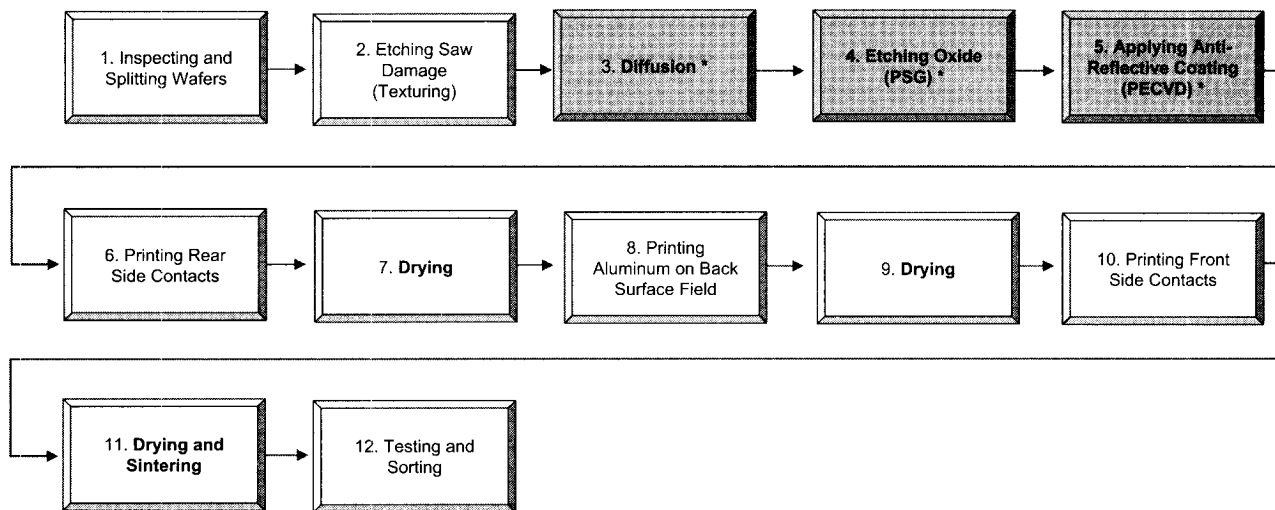 1. Inspecting and
Splitting Wafers
2. Etching Saw
Damage
(Texturing)
3. Diffusion *
4. Etching Oxide
(PSG) *
5. Applying Anti-
Reflective Coating
(PECVD) *
6. Printing Rear
Side Contacts
7. Drying
8. Printing
Aluminum on Back
Surface Field
9. Drying
10. Printing Front
Side Contacts
11. Drying and
Sintering
12. Testing and
Sorting